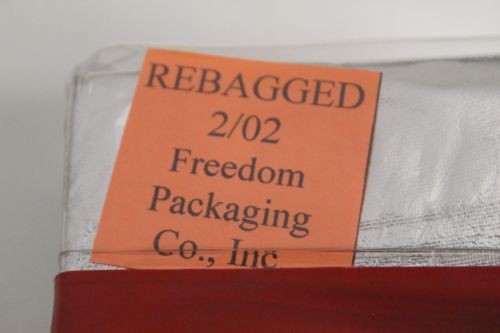 REBAGGED
2/02
Freedom
Packaging
Co., Inc